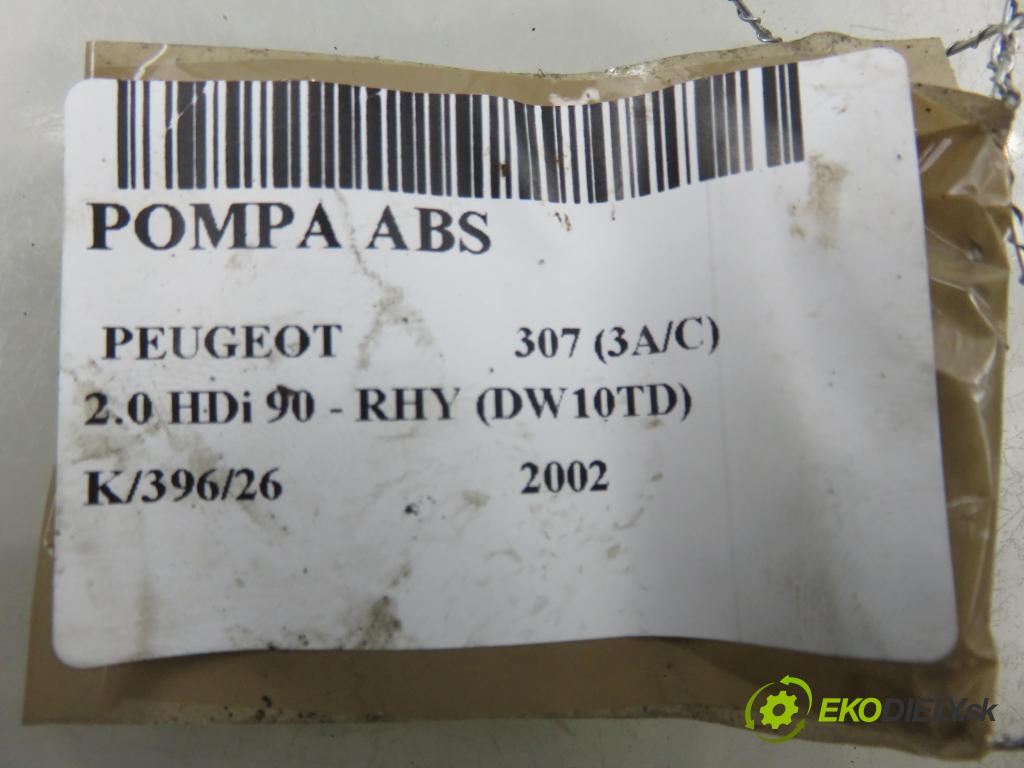 POMPA ABS
PEUGEOT 307 (3A/C)
2.0 HDi 90 - RHY (DW10TD)
K/396/26 2002
EKODIELY.sk